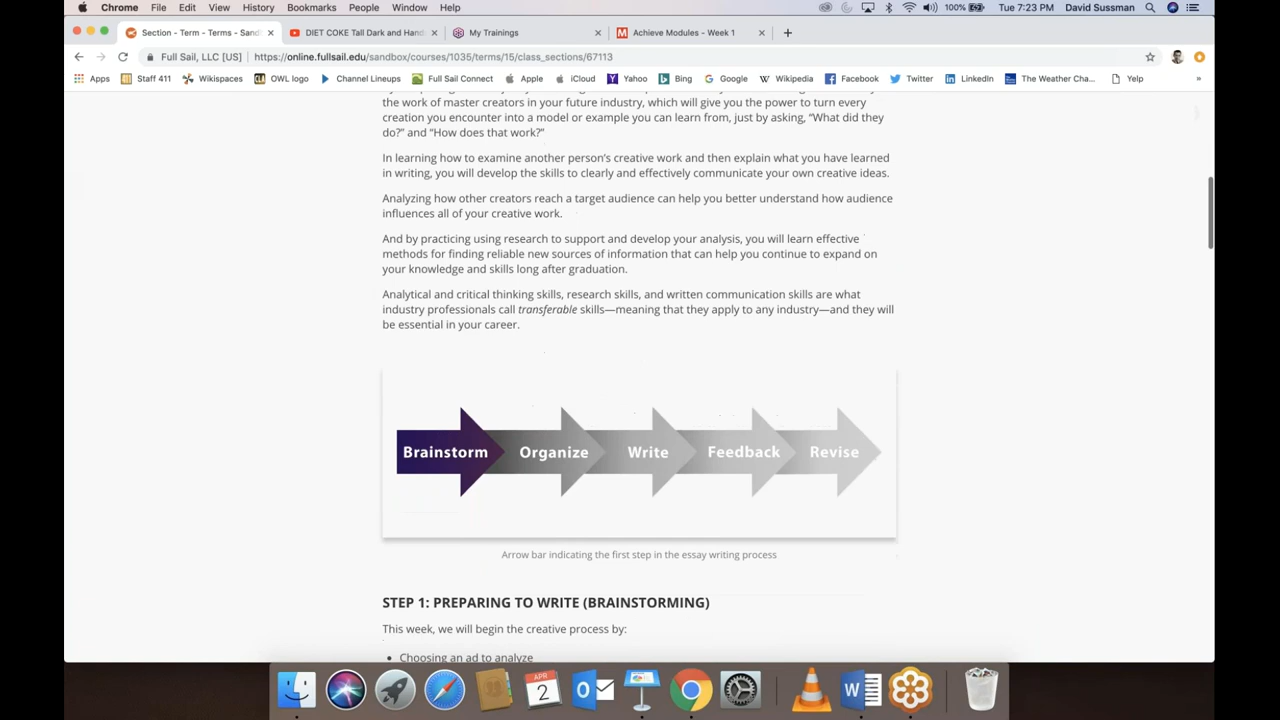 Chrome File Edit View History Bookmarks People Window Help 100% Tue 7:23 PM David Sussman
Section - Term - Terms - Sand DIET COKE Tall Dark and Hands My Trainings Achieve Modules - Week 1
Full Sail, LLC [US] https://online.fullsail.edu/sandbox/courses/1035/terms/15/class_sections/67113
Apps Staff 411 Wikispaces OWL logo Channel Lineups Full Sail Connect Apple iCloud Yahoo Bing Google Wikipedia Facebook Twitter LinkedIn The Weather Cha... Yelp »
the work of master creators in your future industry, which will give you the power to turn every
creation you encounter into a model or example you can learn from, just by asking, “What did they
do?” and “How does that work?”
In learning how to examine another person’s creative work and then explain what you have learned
in writing, you will develop the skills to clearly and effectively communicate your own creative ideas.
Analyzing how other creators reach a target audience can help you better understand how audience
influences all of your creative work.
And by practicing using research to support and develop your analysis, you will learn effective
methods for finding reliable new sources of information that can help you continue to expand on
your knowledge and skills long after graduation.
Analytical and critical thinking skills, research skills, and written communication skills are what
industry professionals call transferable skills—meaning that they apply to any industry—and they will
be essential in your career.
Brainstorm Organize Write Feedback Revise
Arrow bar indicating the first step in the essay writing process
STEP 1: PREPARING TO WRITE (BRAINSTORMING)
This week, we will begin the creative process by:
• Choosing an ad to analyze
APR
2